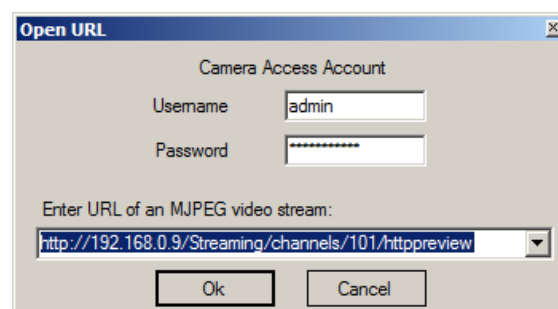 Open URL
Camera Access Account
Username admin
Password ***********
Enter URL of an MJPEG video stream:
http://192.168.0.9/Streaming/channels/101/httppreview
Ok Cancel